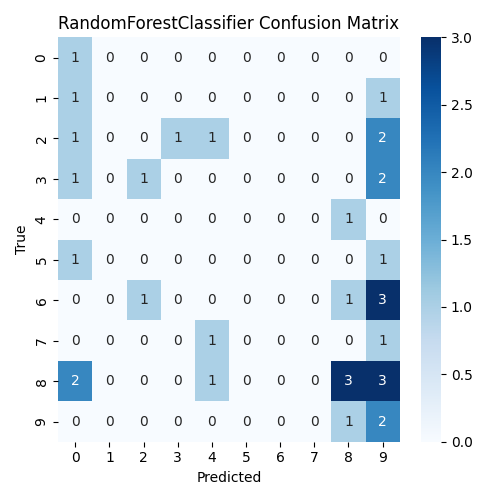 RandomForestClassifier Confusion Matrix
0 1 0 0 0 0 0 0 0 0 0
1 1 0 0 0 0 0 0 0 0 1
2 1 0 0 1 1 0 0 0 0 2
3 1 0 1 0 0 0 0 0 0 2
4 0 0 0 0 0 0 0 0 1 0
5 1 0 0 0 0 0 0 0 0 1
6 0 0 1 0 0 0 0 0 1 3
7 0 0 0 0 1 0 0 0 0 1
8 2 0 0 0 1 0 0 0 3 3
9 0 0 0 0 0 0 0 0 1 2
0 1 2 3 4 5 6 7 8 9
Predicted
True
3.0
2.5
2.0
1.5
1.0
0.5
0.0